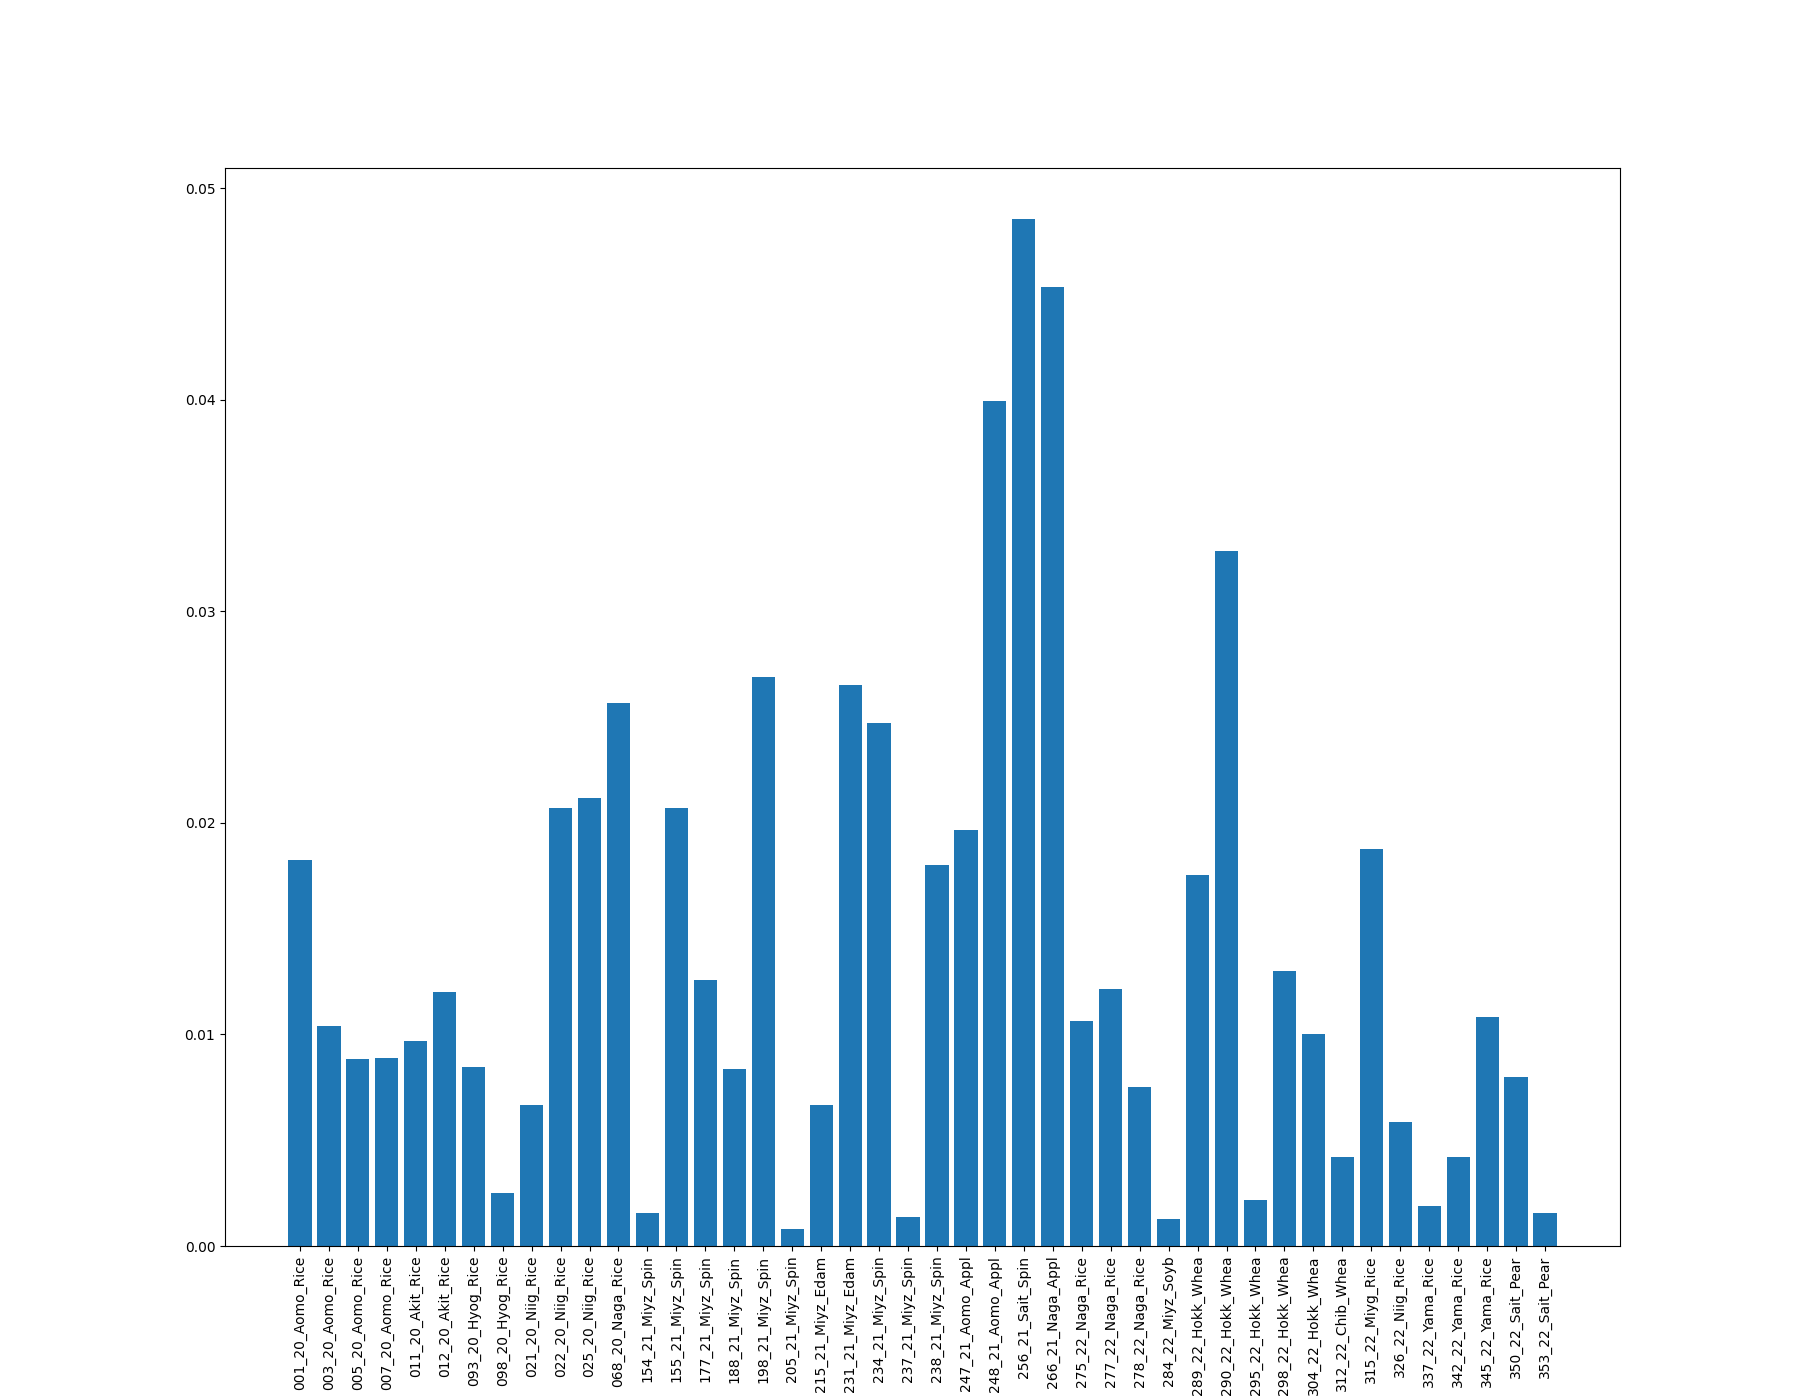 0.05
0.04
0.03
0.02
0.01
0.00
001_20_Aomo_Rice
003_20_Aomo_Rice
005_20_Aomo_Rice
007_20_Aomo_Rice
011_20_Akit_Rice
012_20_Akit_Rice
093_20_Hyog_Rice
098_20_Hyog_Rice
021_20_Niig_Rice
022_20_Niig_Rice
025_20_Niig_Rice
068_20_Naga_Rice
154_21_Miyz_Spin
155_21_Miyz_Spin
177_21_Miyz_Spin
188_21_Miyz_Spin
198_21_Miyz_Spin
205_21_Miyz_Spin
215_21_Miyz_Edam
231_21_Miyz_Edam
234_21_Miyz_Spin
237_21_Miyz_Spin
238_21_Miyz_Spin
247_21_Aomo_Appl
248_21_Aomo_Appl
256_21_Sait_Spin
266_21_Naga_Appl
275_22_Naga_Rice
277_22_Naga_Rice
278_22_Naga_Rice
284_22_Miyz_Soyb
289_22_Hokk_Whea
290_22_Hokk_Whea
295_22_Hokk_Whea
298_22_Hokk_Whea
304_22_Hokk_Whea
312_22_Chib_Whea
315_22_Miyg_Rice
326_22_Niig_Rice
337_22_Yama_Rice
342_22_Yama_Rice
345_22_Yama_Rice
350_22_Sait_Pear
353_22_Sait_Pear